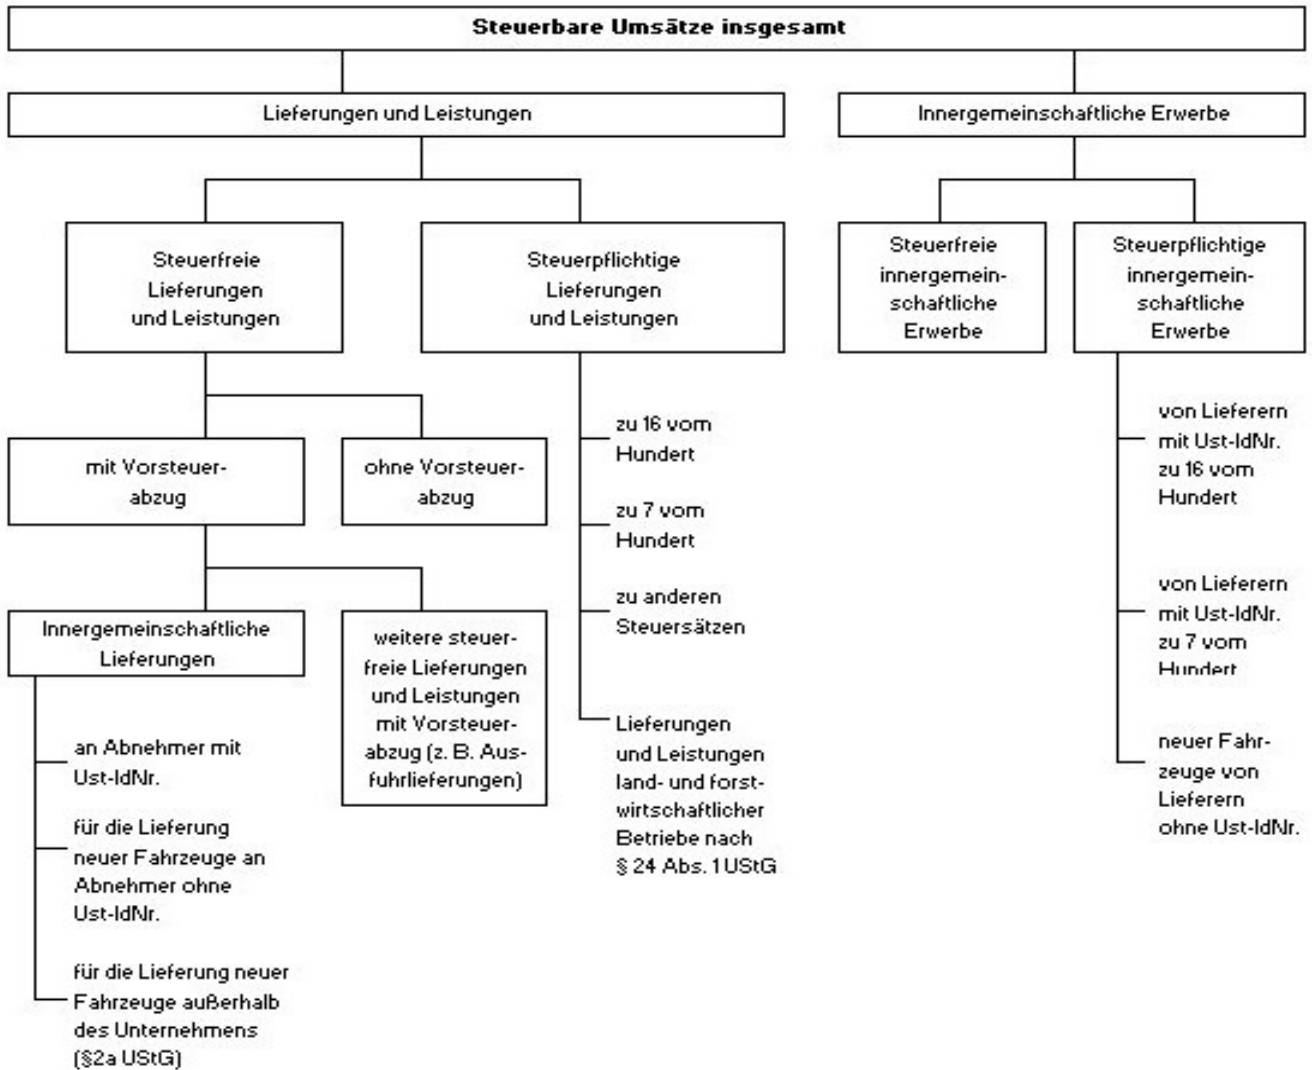 Steuerbare Umsätze insgesamt
Lieferungen und Leistungen
Innergemeinschaftliche Erwerbe
Steuerfreie
Lieferungen
und Leistungen
Steuerpflichtige
Lieferungen
und Leistungen
Steuerfreie
innergemein-
schaftliche
Erwerbe
Steuerpflichtige
innergemein-
schaftliche
Erwerbe
mit Vorsteuer-
abzug
ohne Vorsteuer-
abzug
zu 16 vom
Hundert
zu 7 vom
Hundert
zu anderen
Steuersätzen
Lieferungen
und Leistungen
land- und forst-
wirtschaftlicher
Betriebe nach
§ 24 Abs. 1 UStG
von Lieferern
mit Ust-IdNr.
zu 16 vom
Hundert
von Lieferern
mit Ust-IdNr.
zu 7 vom
Hundert
neuer Fahr-
zeuge von
Lieferern
ohne Ust-IdNr.
Innergemeinschaftliche
Lieferungen
weitere steuer-
freie Lieferungen
und Leistungen
mit Vorsteuer-
abzug (z. B. Aus-
fuhrlieferungen)
an Abnehmer mit
Ust-IdNr.
für die Lieferung
neuer Fahrzeuge an
Abnehmer ohne
Ust-IdNr.
für die Lieferung neuer
Fahrzeuge außerhalb
des Unternehmens
(§2a UStG)